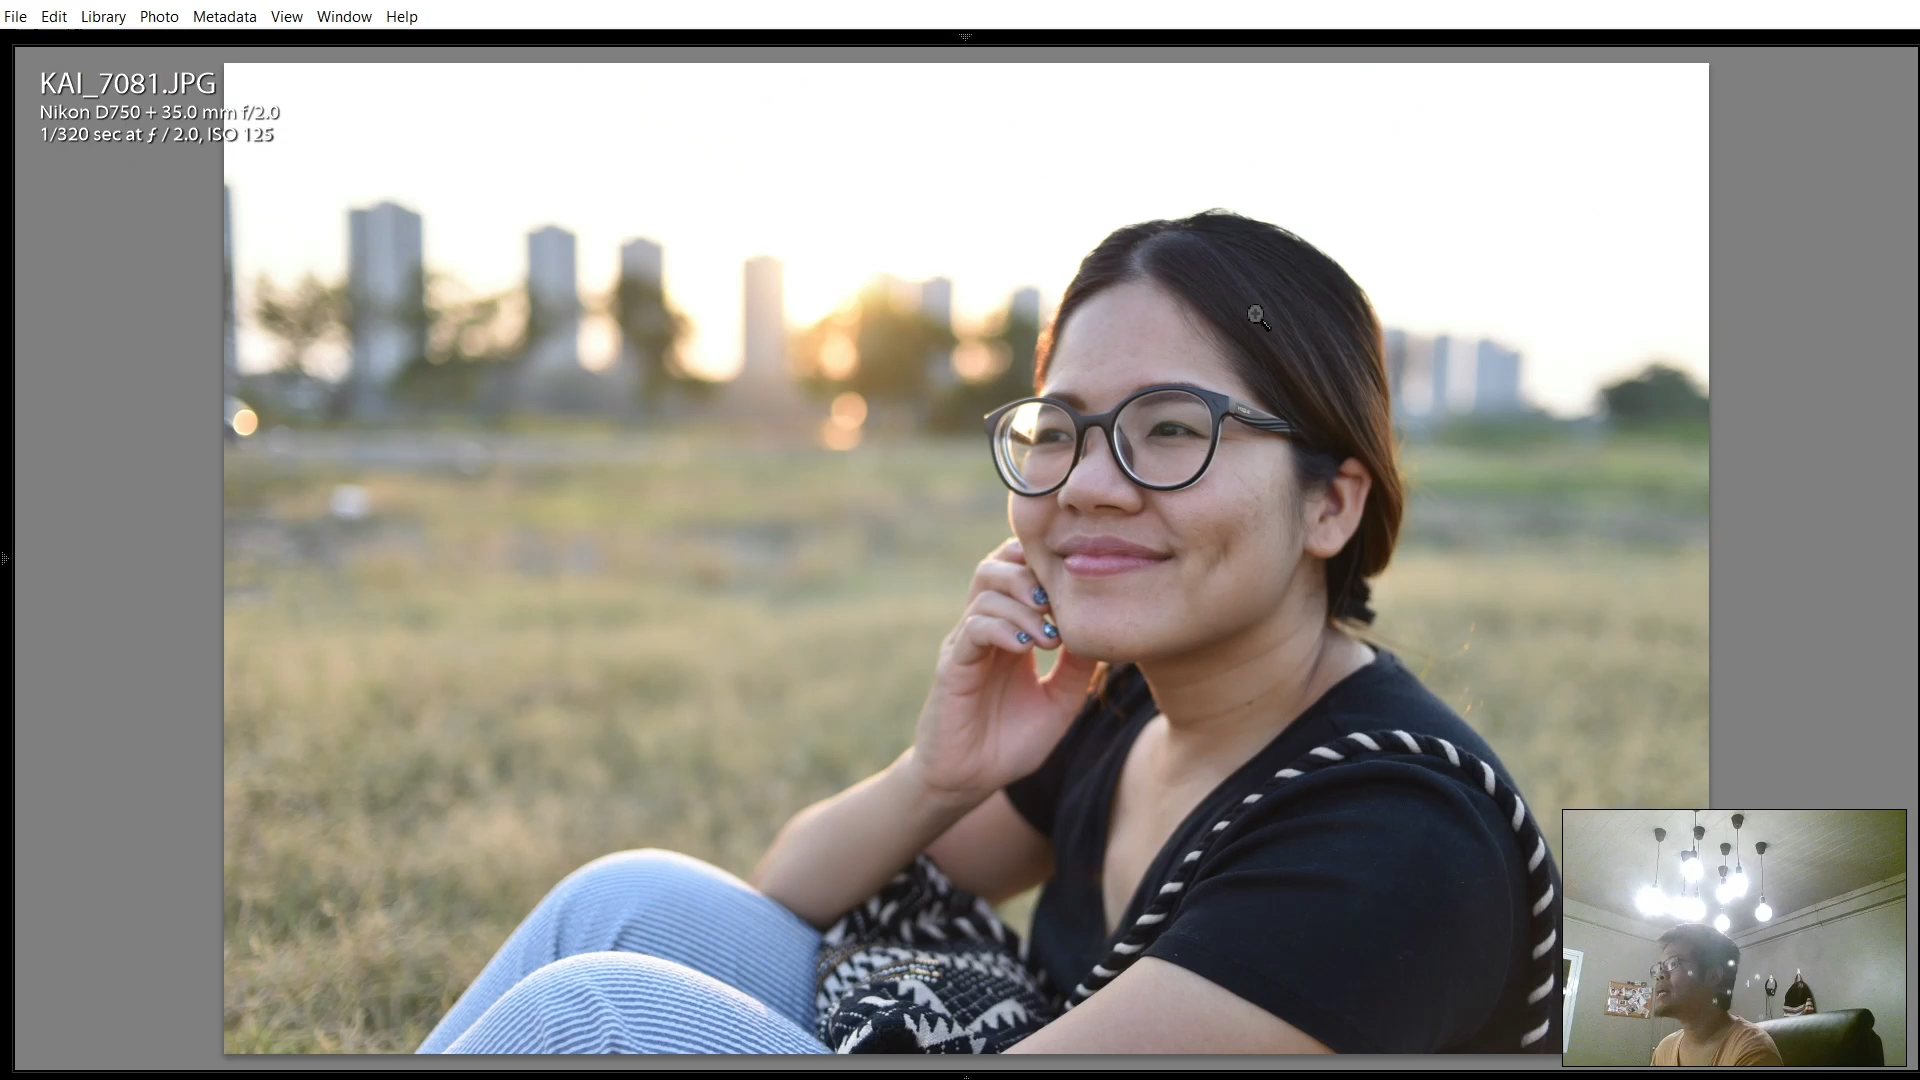 File Edit Library Photo Metadata View Window Help
KAI_7081.JPG
Nikon D750 + 35.0 mm f/2.0
1/320 sec at ƒ / 2.0, ISO 125